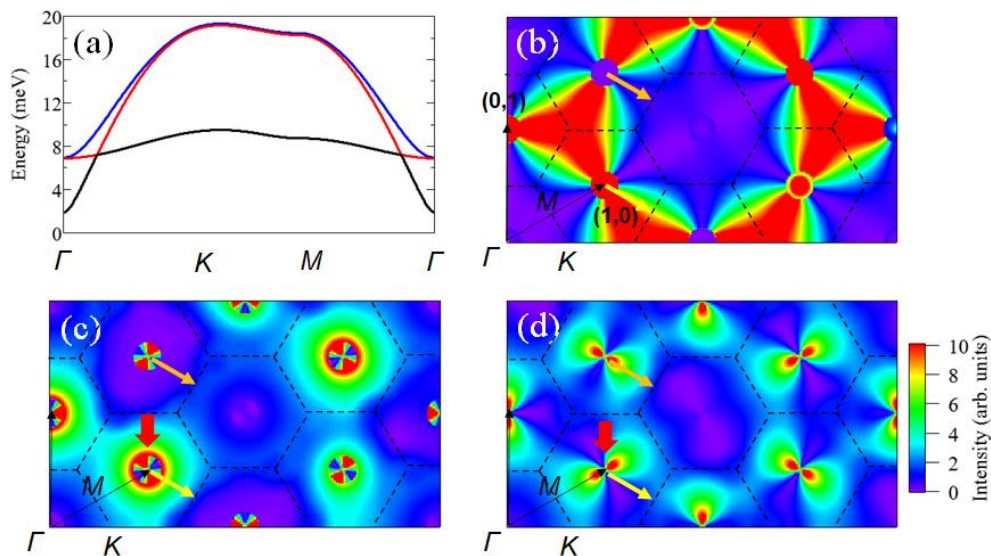 (a)
Energy (meV)
20
16
12
8
4
0
Γ K M Γ
(b)
(0,1)
M
(1,0)
Γ K
(c)
M
Γ K
(d)
M
Γ K
10
8
6
4
2
0
Intensity (arb. units)